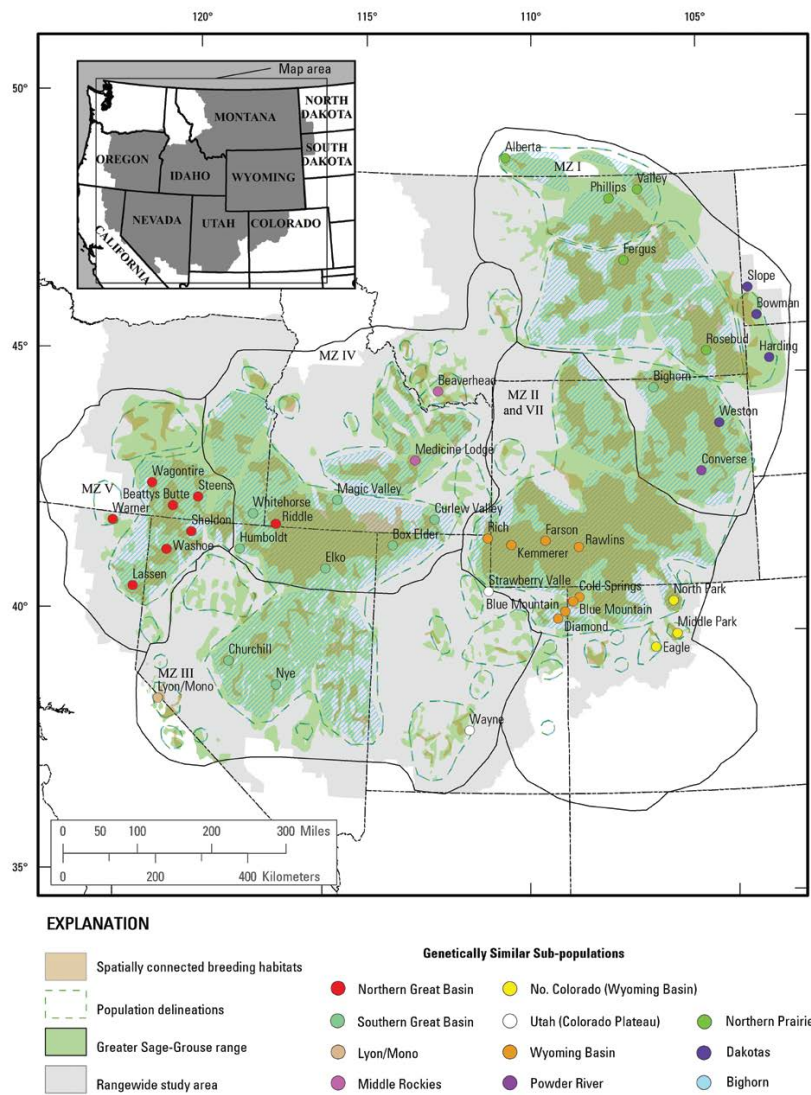 120° 115° 110° 105°
50°
45°
40°
35°
Map area
MONTANA
NORTH
DAKOTA
SOUTH
DAKOTA
OREGON
IDAHO
WYOMING
NEVADA
UTAH
COLORADO
CALIFORNIA
Alberta
MZ I
Valley
Phillips
Fergus
Slope
Bowman
Rosebud
Harding
MZ IV
Beaverhead
Bighorn
MZ II
and VII
Weston
Medicine Lodge
Converse
Wagontire
MZ V
Beattys Butte
Steens
Warner
Magic Valley
Whitehorse
Riddle
Curlew Valley
Sheldon
Humboldt
Box Elder
Washoe
Rich
Farson
Kemmerer
Rawlins
Elko
Lassen
Strawberry Valle
Cold-Springs
North Park
Blue Mountain
Blue Mountain
Diamond
Middle Park
Eagle
Churchill
Nye
MZ III
Lyon/Mono
Wayne
0 50 100 200 300 Miles
0 200 400 Kilometers
EXPLANATION
Spatially connected breeding habitats
Population delineations
Greater Sage-Grouse range
Rangewide study area
Genetically Similar Sub-populations
Northern Great Basin
Southern Great Basin
Lyon/Mono
Middle Rockies
No. Colorado (Wyoming Basin)
Utah (Colorado Plateau)
Wyoming Basin
Powder River
Northern Prairie
Dakotas
Bighorn